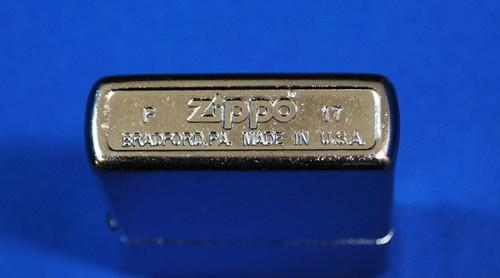 F Zippo 17
BRADFORD, PA. MADE IN U.S.A.